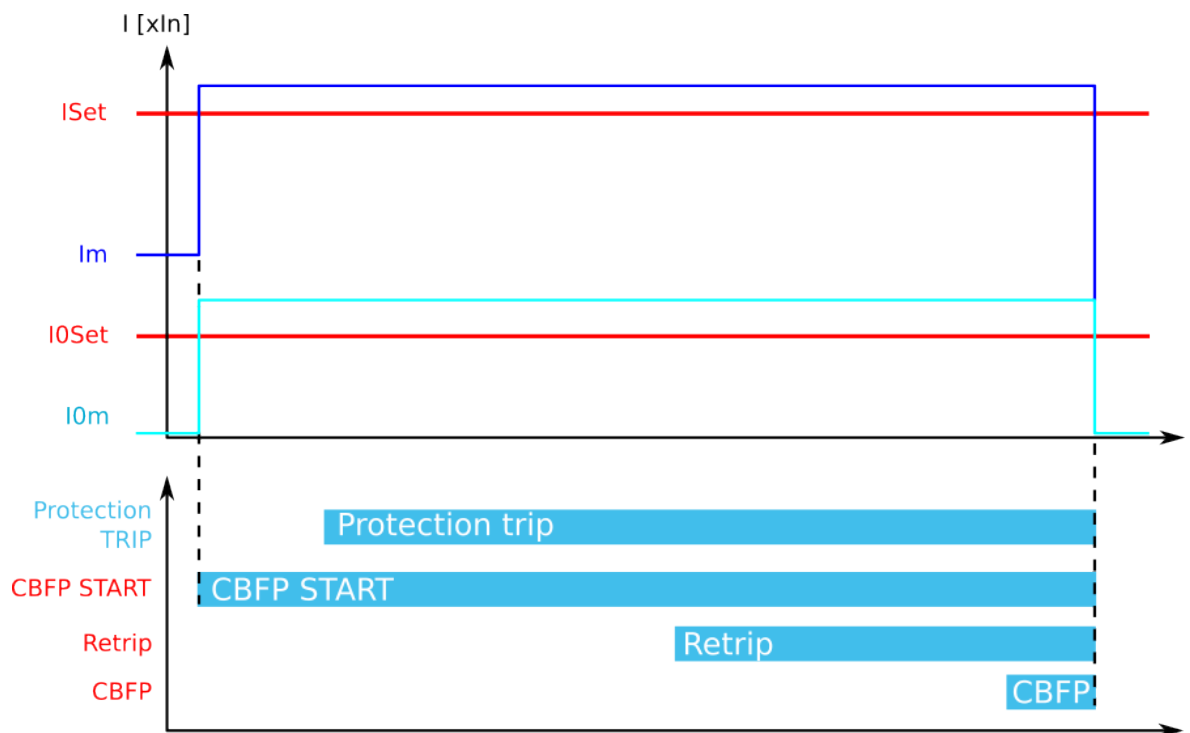 I [xIn]
ISet
Im
I0Set
I0m
Protection
TRIP
Protection trip
CBFP START
CBFP START
Retrip
Retrip
CBFP
CBFP